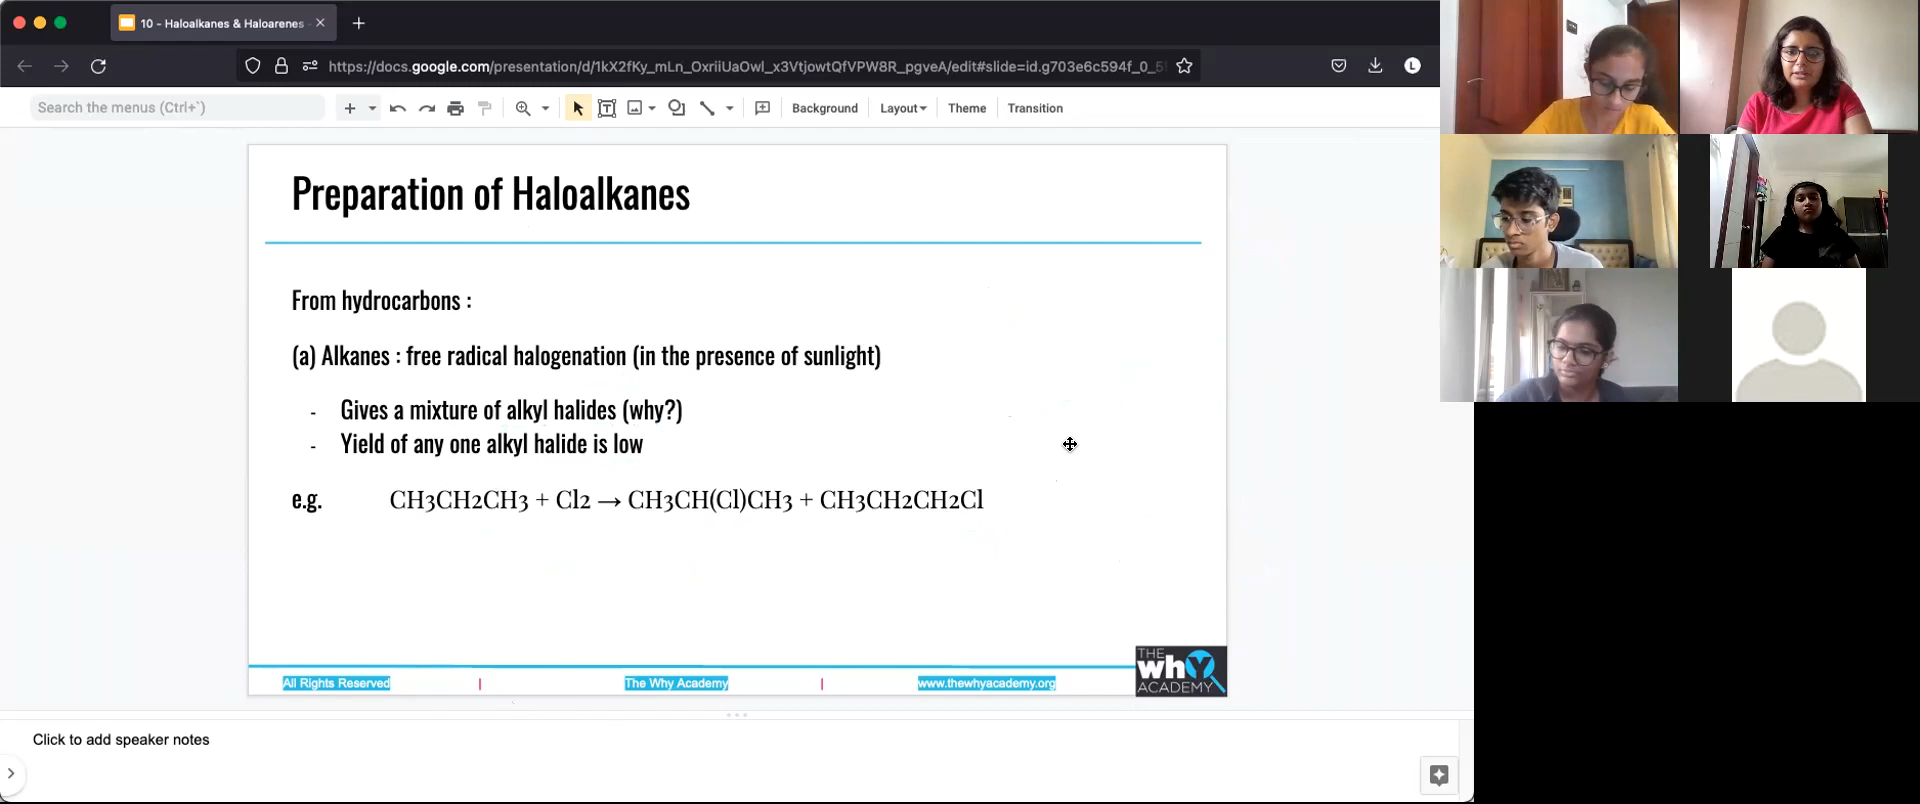 10 - Haloalkanes & Haloarenes -
https://docs.google.com/presentation/d/1kX2fKy_mLn_OxriiUaOwl_x3VtjowtQfVPW8R_pgveA/edit#slide=id.g703e6c594f_0_5
L
Search the menus (Ctrl+`)
Background Layout Theme Transition
Preparation of Haloalkanes
From hydrocarbons :
(a) Alkanes : free radical halogenation (in the presence of sunlight)
- Gives a mixture of alkyl halides (why?)
- Yield of any one alkyl halide is low
e.g. CH3CH2CH3 + Cl2 → CH3CH(Cl)CH3 + CH3CH2CH2Cl
All Rights Reserved | The Why Academy | www.thewhyacademy.org
THE
whY
ACADEMY
Click to add speaker notes